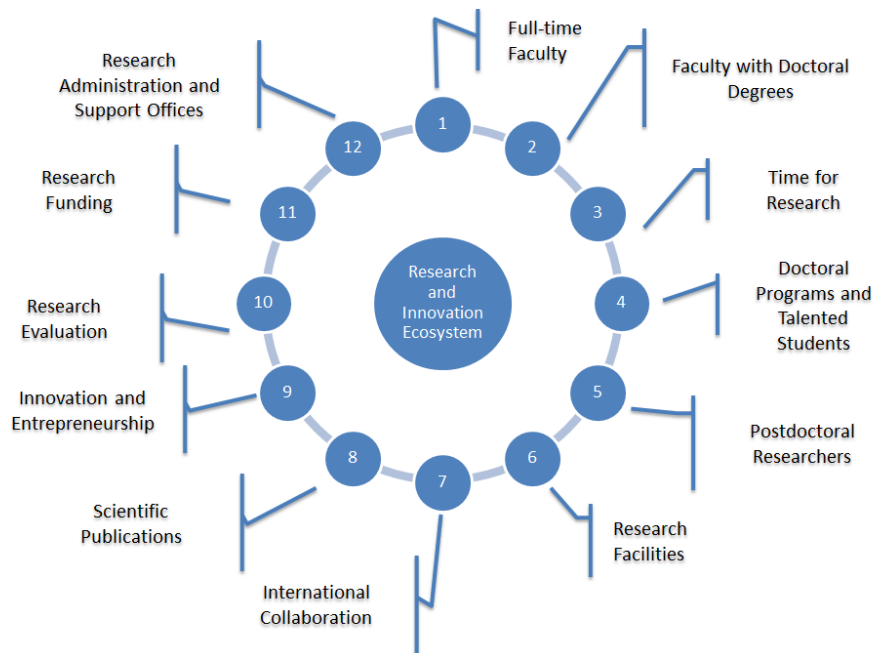 Research
and
Innovation
Ecosystem
1
Full-time
Faculty
2
Faculty with Doctoral
Degrees
3
Time for
Research
4
Doctoral
Programs and
Talented
Students
5
Postdoctoral
Researchers
6
Research
Facilities
7
International
Collaboration
8
Scientific
Publications
9
Innovation and
Entrepreneurship
10
Research
Evaluation
11
Research
Funding
12
Research
Administration and
Support Offices